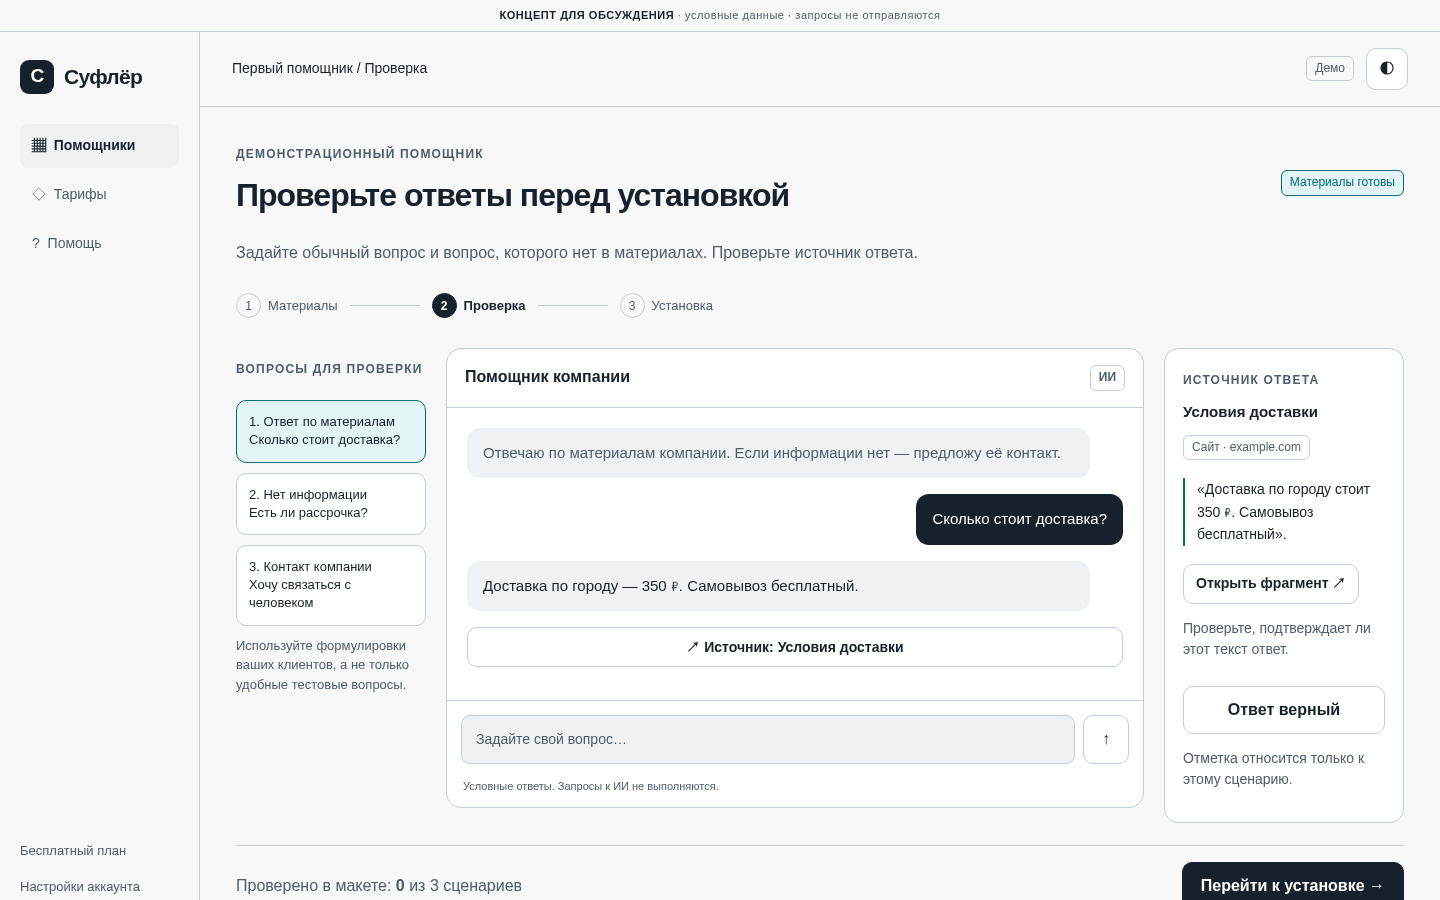 КОНЦЕПТ ДЛЯ ОБСУЖДЕНИЯ · условные данные · запросы не отправляются
С Суфлёр
Помощники
Тарифы
? Помощь
Бесплатный план
Настройки аккаунта
Первый помощник / Проверка
Демо
ДЕМОНСТРАЦИОННЫЙ ПОМОЩНИК
Проверьте ответы перед установкой
Материалы готовы
Задайте обычный вопрос и вопрос, которого нет в материалах. Проверьте источник ответа.
1 Материалы 2 Проверка 3 Установка
ВОПРОСЫ ДЛЯ ПРОВЕРКИ
1. Ответ по материалам
Сколько стоит доставка?
2. Нет информации
Есть ли рассрочка?
3. Контакт компании
Хочу связаться с
человеком
Используйте формулировки
ваших клиентов, а не только
удобные тестовые вопросы.
Помощник компании
ИИ
Отвечаю по материалам компании. Если информации нет — предложу её контакт.
Сколько стоит доставка?
Доставка по городу — 350 ₽. Самовывоз бесплатный.
↗ Источник: Условия доставки
Задайте свой вопрос…
↑
Условные ответы. Запросы к ИИ не выполняются.
ИСТОЧНИК ОТВЕТА
Условия доставки
Сайт · example.com
«Доставка по городу стоит
350 ₽. Самовывоз
бесплатный».
Открыть фрагмент ↗
Проверьте, подтверждает ли
этот текст ответ.
Ответ верный
Отметка относится только к
этому сценарию.
Проверено в макете: 0 из 3 сценариев
Перейти к установке →